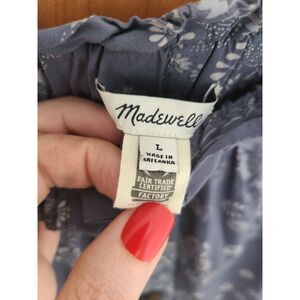 Madewell
L
MADE IN
SRI LANKA
FAIR TRADE
CERTIFIED
FACTORY